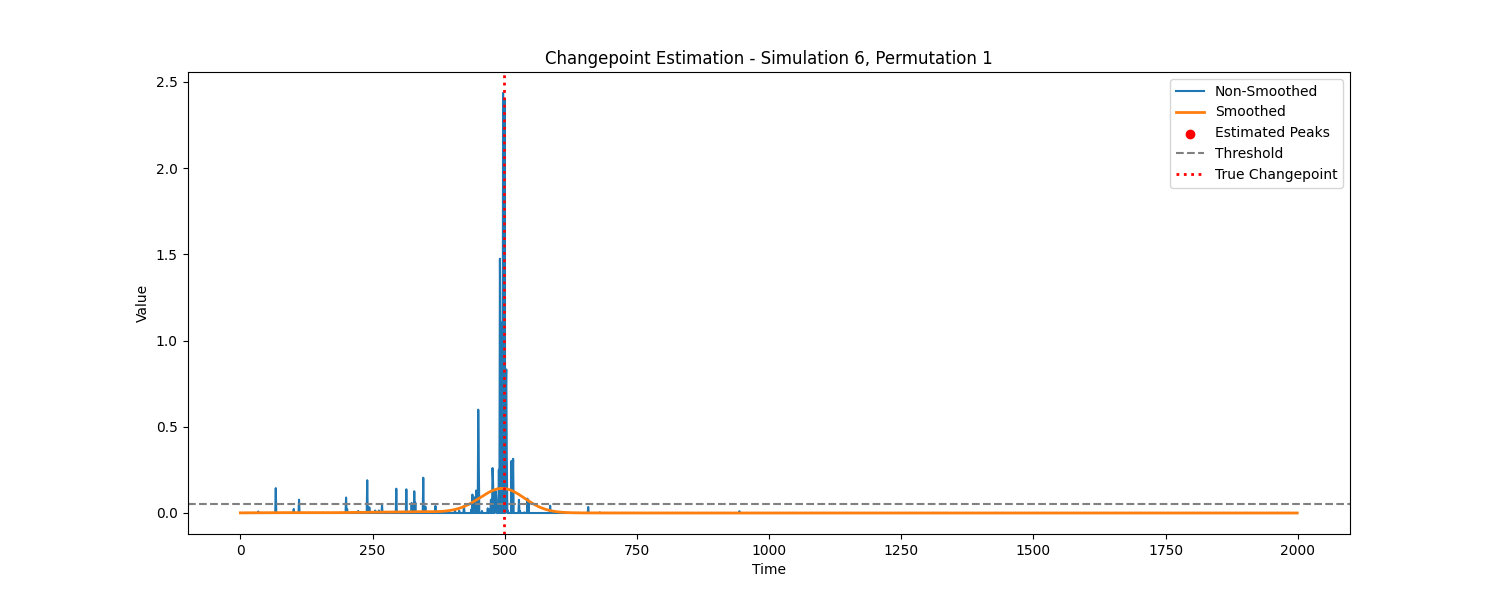 Changepoint Estimation - Simulation 6, Permutation 1
2.5
2.0
1.5
1.0
0.5
0.0
Value
Non-Smoothed
Smoothed
Estimated Peaks
Threshold
True Changepoint
0 250 500 750 1000 1250 1500 1750 2000
Time